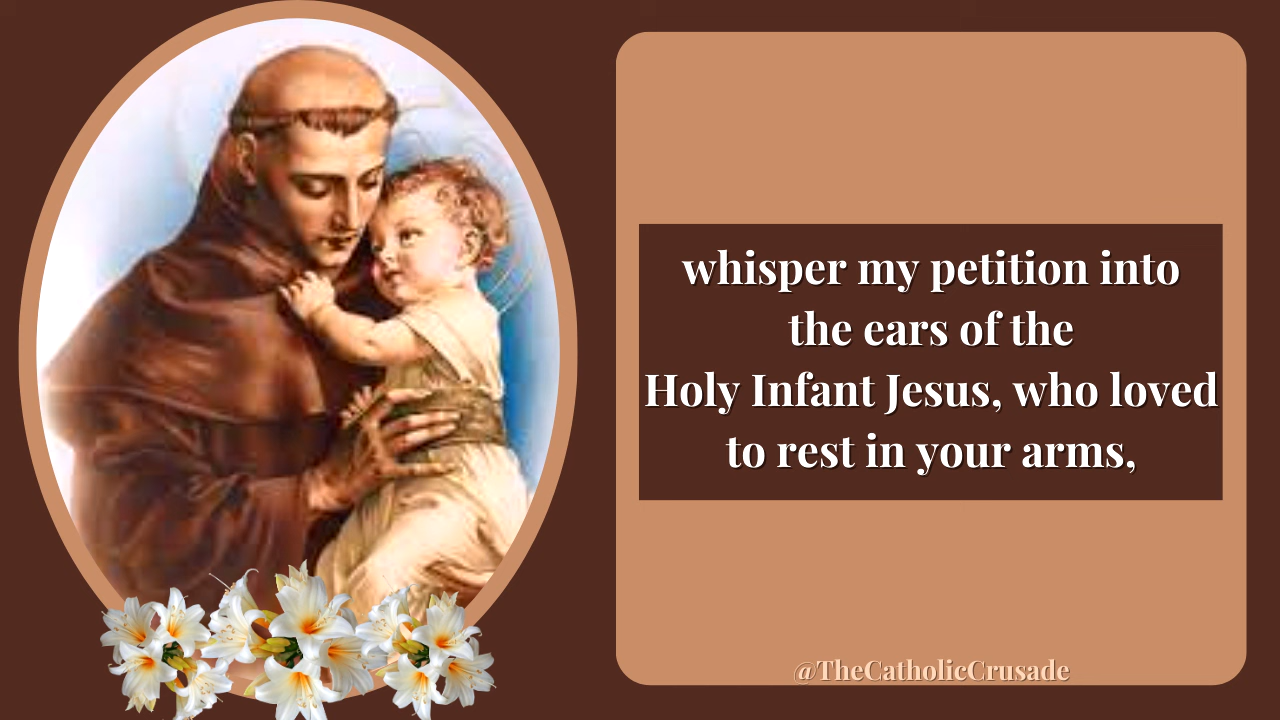 whisper my petition into
the ears of the
Holy Infant Jesus, who loved
to rest in your arms,
@TheCatholicCrusade